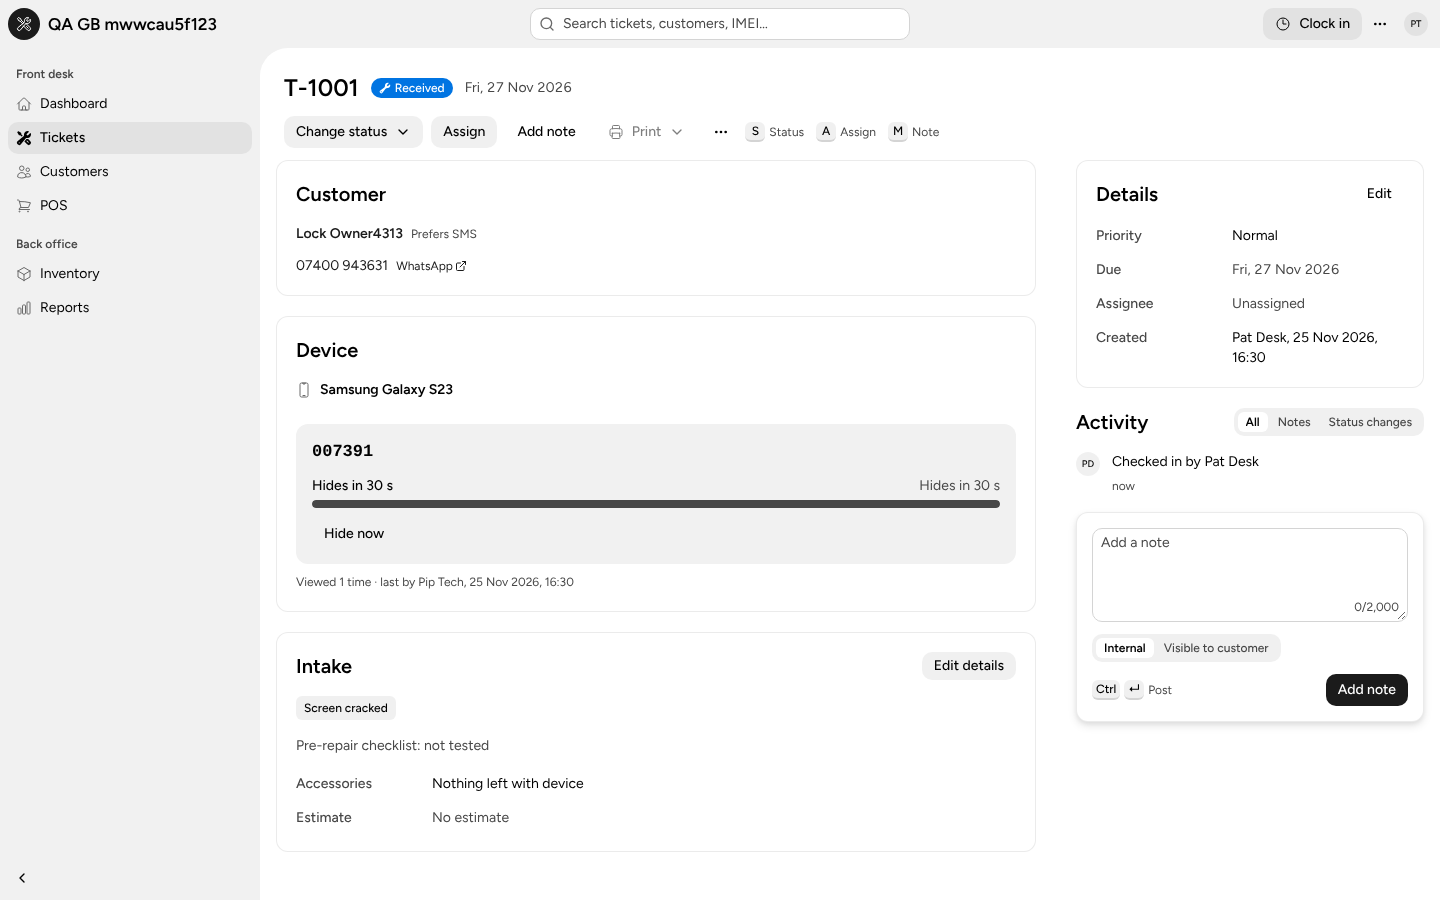 QA GB mwwcau5f123
Search tickets, customers, IMEI...
Clock in
PT
Front desk
Dashboard
Tickets
Customers
POS
Back office
Inventory
Reports
T-1001
Received
Fri, 27 Nov 2026
Change status
Assign
Add note
Print
S Status
A Assign
M Note
Customer
Lock Owner4313 Prefers SMS
07400 943631 WhatsApp
Device
Samsung Galaxy S23
007391
Hides in 30 s
Hides in 30 s
Hide now
Viewed 1 time · last by Pip Tech, 25 Nov 2026, 16:30
Intake
Edit details
Screen cracked
Pre-repair checklist: not tested
Accessories Nothing left with device
Estimate No estimate
Details
Edit
Priority Normal
Due Fri, 27 Nov 2026
Assignee Unassigned
Created Pat Desk, 25 Nov 2026,
16:30
Activity
All Notes Status changes
PD
Checked in by Pat Desk
now
Add a note
0/2,000
Internal Visible to customer
Ctrl ↵ Post
Add note